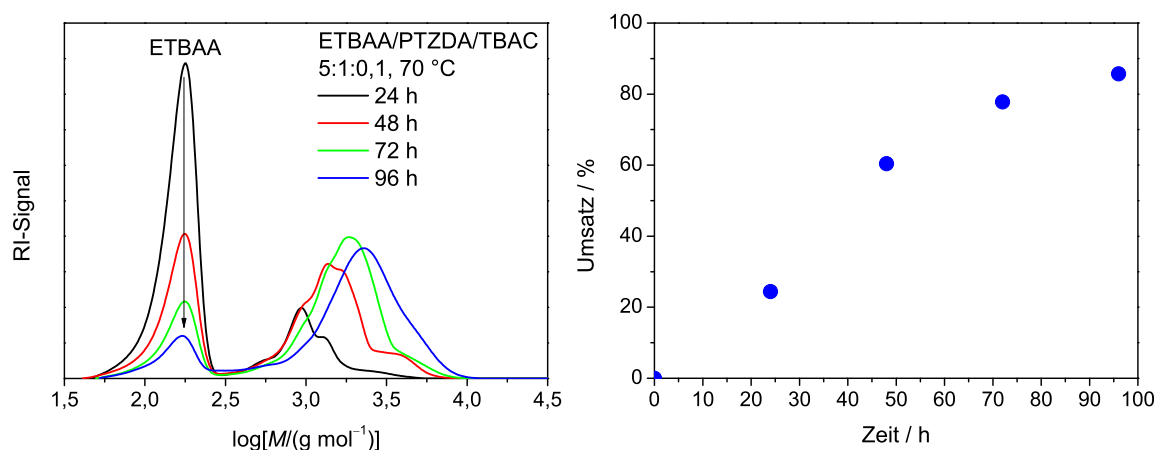 ETBAA
ETBAA/PTZDA/TBAC
5:1:0,1, 70 °C
24 h
48 h
72 h
96 h
RI-Signal
1,5 2,0 2,5 3,0 3,5 4,0 4,5
log[M/(g mol⁻¹)]
100
80
60
40
20
0
Umsatz / %
0 10 20 30 40 50 60 70 80 90 100
Zeit / h